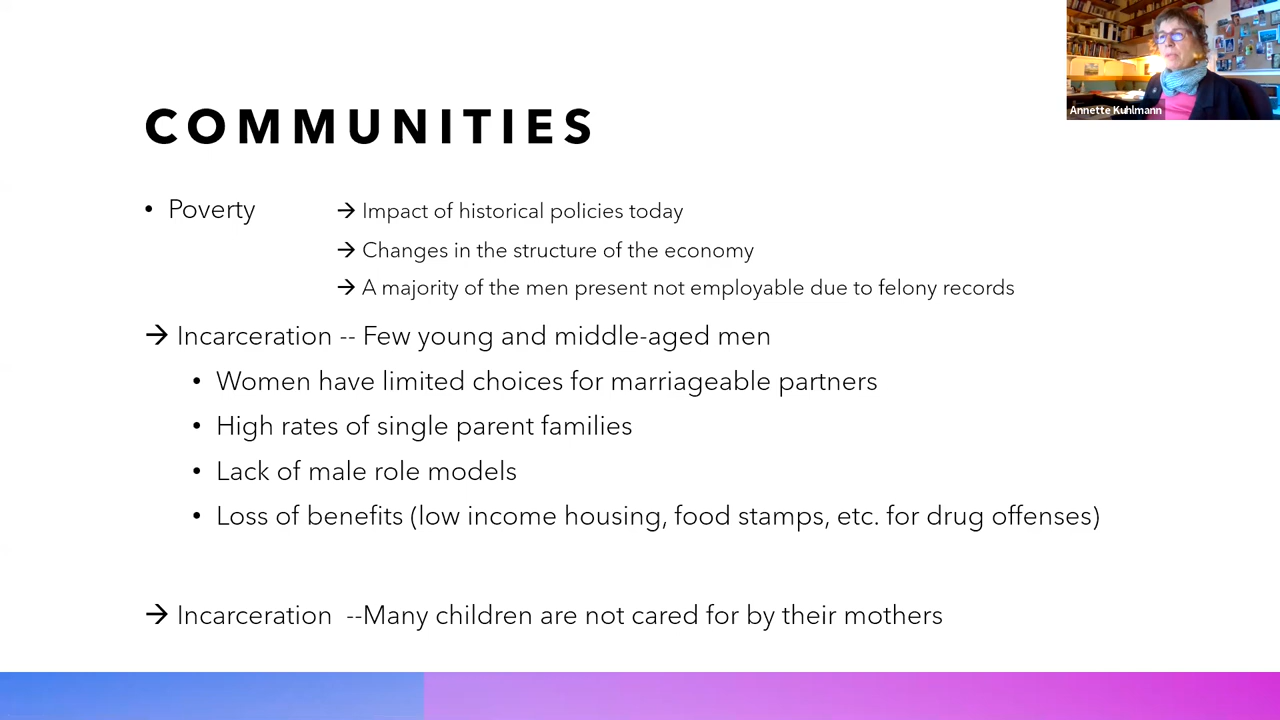 Annette Kuhlmann
COMMUNITIES
• Poverty → Impact of historical policies today
→ Changes in the structure of the economy
→ A majority of the men present not employable due to felony records
→ Incarceration -- Few young and middle-aged men
• Women have limited choices for marriageable partners
• High rates of single parent families
• Lack of male role models
• Loss of benefits (low income housing, food stamps, etc. for drug offenses)
→ Incarceration --Many children are not cared for by their mothers